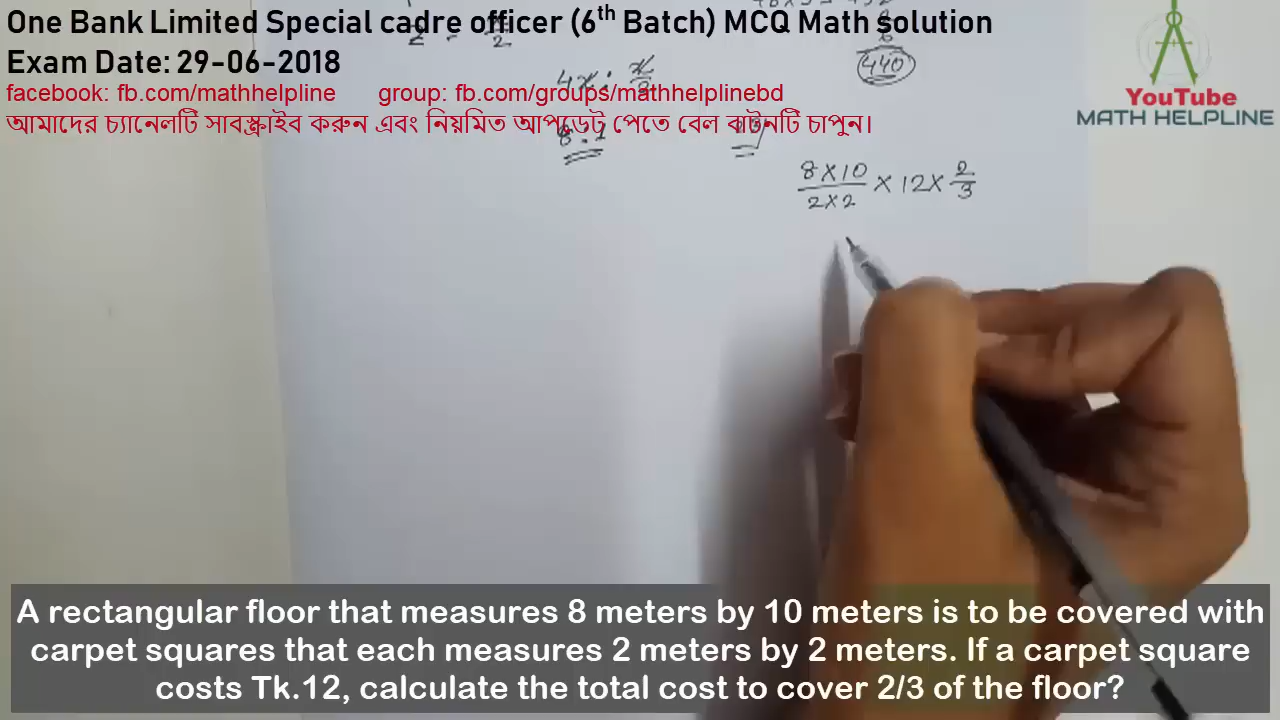 One Bank Limited Special cadre officer (6th Batch) MCQ Math solution
Exam Date: 29-06-2018
facebook: fb.com/mathhelpline group: fb.com/groups/mathhelplinebd
আমাদের চ্যানেলটি সাবস্ক্রাইব করুন এবং নিয়মিত আপডেট পেতে বেল বাটনটি চাপুন।
YouTube
MATH HELPLINE
440
4x : x/2
8:1
8×10/2×2 × 12 × 2/3
A rectangular floor that measures 8 meters by 10 meters is to be covered with
carpet squares that each measures 2 meters by 2 meters. If a carpet square
costs Tk.12, calculate the total cost to cover 2/3 of the floor?